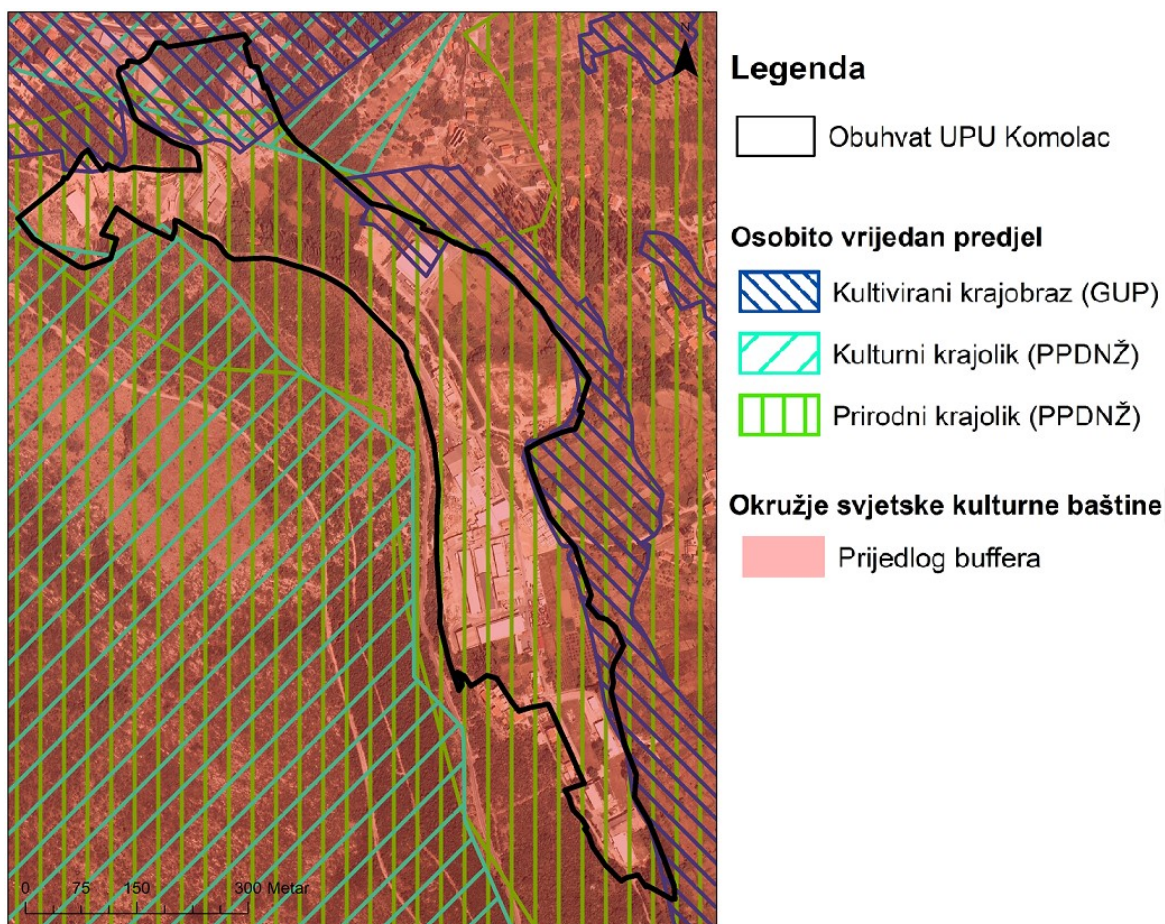 Legenda
Obuhvat UPU Komolac
Osobito vrijedan predjel
Kultivirani krajobraz (GUP)
Kulturni krajolik (PPDNŽ)
Prirodni krajolik (PPDNŽ)
Okružje svjetske kulturne baštine
Prijedlog buffera
0 75 150 300 Metar